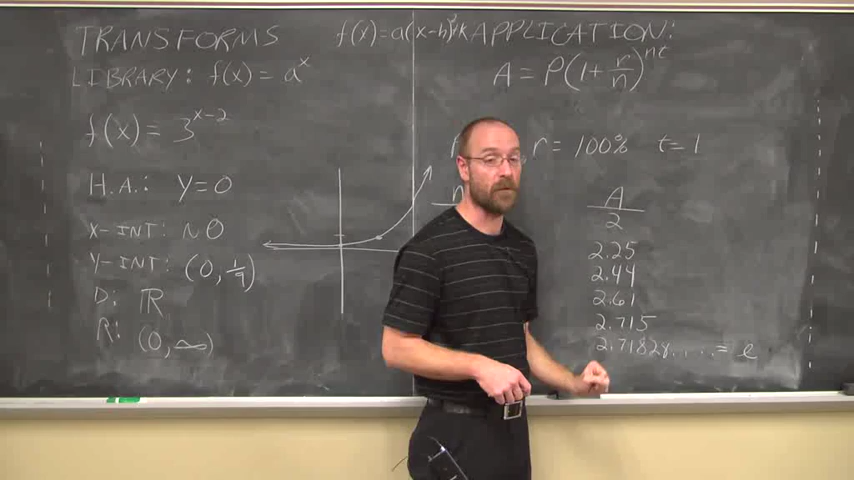 TRANSFORMS
LIBRARY: f(x) = a^x
f(x) = 3^{x-2}
H.A.: Y=0
X-INT: NO
Y-INT: (0, 1/9)
D: ℝ
R: (0, ∞)
APPLICATION:
A = P(1+ r/n)^{nt}
r = 100% t=1
n
A
2
2.25
2.44
2.61
2.715
2.71828..... = e